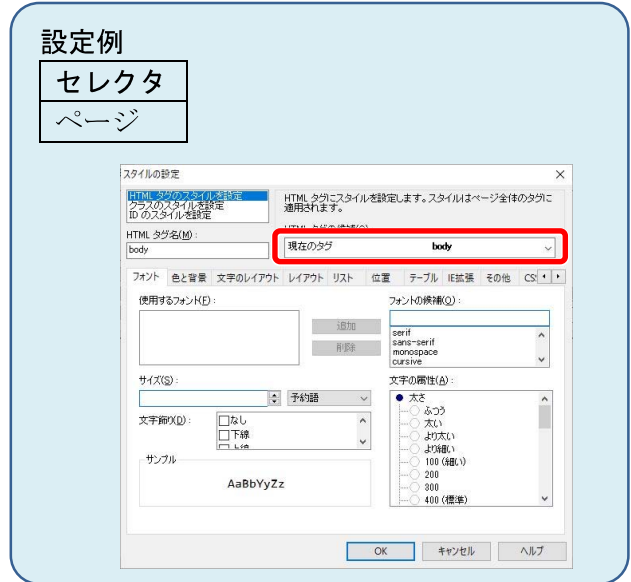 設定例
セレクタ
ページ
スタイルの設定
HTML タグのスタイルを設定
クラスのスタイルを設定
ID のスタイルを設定
HTML タグにスタイルを設定します。スタイルはページ全体のタグに
適用されます。
HTML タグ名(M):
body
現在のタグ body
フォント 色と背景 文字のレイアウト レイアウト リスト 位置 テーブル IE拡張 その他 CS
使用するフォント(F):
フォントの候補(O):
追加
削除
serif
sans-serif
monospace
cursive
サイズ(S):
予約語
文字の属性(A):
文字飾り(D):
なし
下線
上線
太さ
ふつう
太い
より太い
より細い
100 (細い)
200
300
400 (標準)
サンプル
AaBbYyZz
OK キャンセル ヘルプ